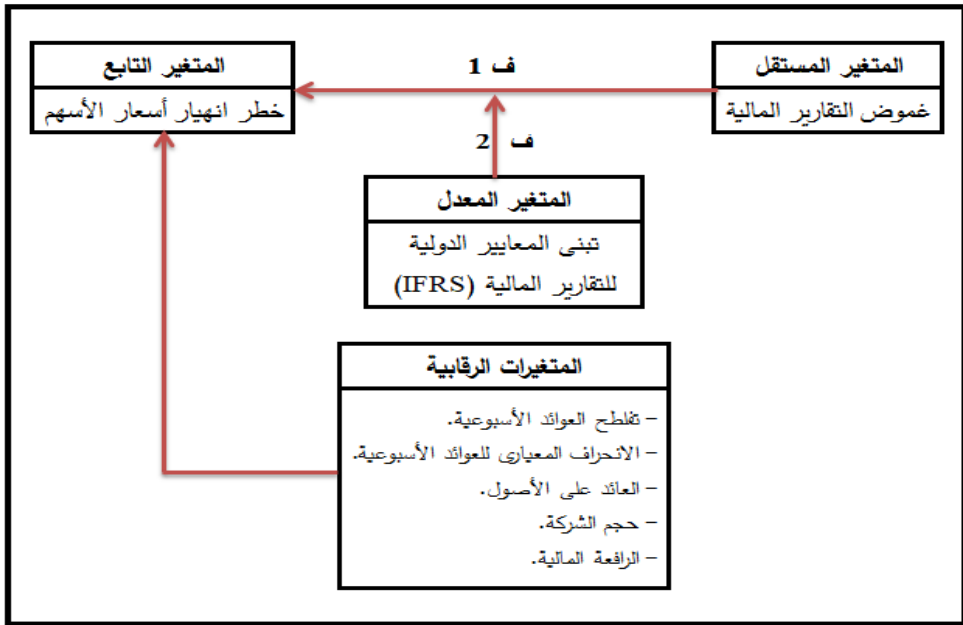 المتغير المستقل
غموض التقارير المالية
ف 1
المتغير التابع
خطر انهيار أسعار الأسهم
ف 2
المتغير المعدل
تبنى المعايير الدولية
للتقارير المالية (IFRS)
المتغيرات الرقابية
- تفلطح العوائد الأسبوعية.
- الانحراف المعيارى للعوائد الأسبوعية.
- العائد على الأصول.
- حجم الشركة.
- الرافعة المالية.